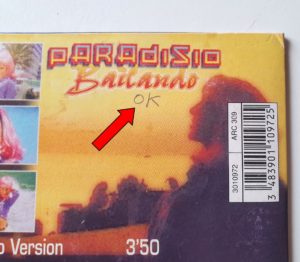 PARADISIO
Bailando
OK
o Version 3'50
3010972 ARC 309
3 483901 109725